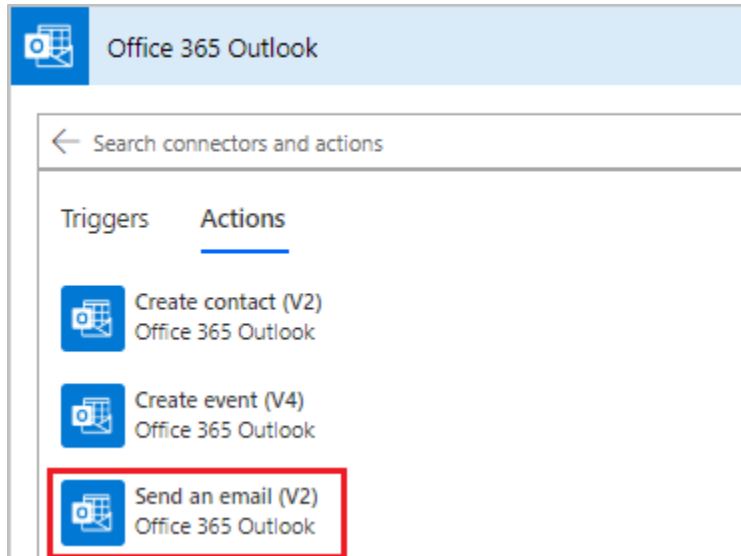 Office 365 Outlook
Search connectors and actions
Triggers Actions
Create contact (V2)
Office 365 Outlook
Create event (V4)
Office 365 Outlook
Send an email (V2)
Office 365 Outlook